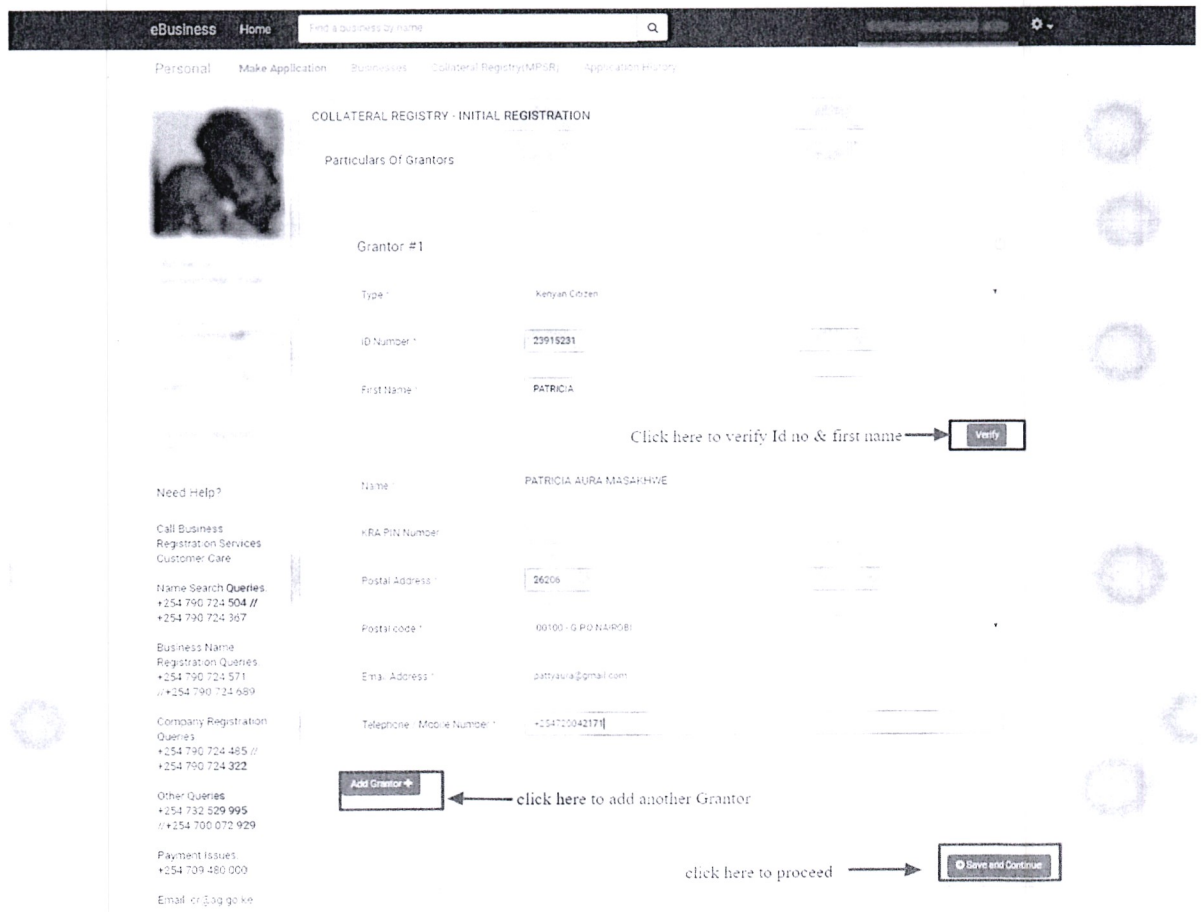 eBusiness Home Find a business by name
Personal Make Application Businesses Collateral Registry(MPSR) Application History
COLLATERAL REGISTRY - INITIAL REGISTRATION
Particulars Of Grantors
Grantor #1
Type * Kenyan Citizen
ID Number * 23915231
First Name * PATRICIA
Click here to verify Id no & first name Verify
Name: PATRICIA AURA MASAKHWE
KRA PIN Number
Postal Address * 26206
Postal code * 00100 - G.P.O NAIROBI
Email Address * pattyaura@gmail.com
Telephone / Mobile Number * +254720042171
Add Grantor +
click here to add another Grantor
click here to proceed Save and Continue
Need Help?
Call Business
Registration Services
Customer Care
Name Search Queries:
+254 790 724 504 //
+254 790 724 367
Business Name
Registration Queries
+254 790 724 571
//+254 790 724 689
Company Registration
Queries
+254 790 724 485 //
+254 790 724 322
Other Queries
+254 732 529 995
//+254 700 072 929
Payment Issues:
+254 709 480 000
Email: